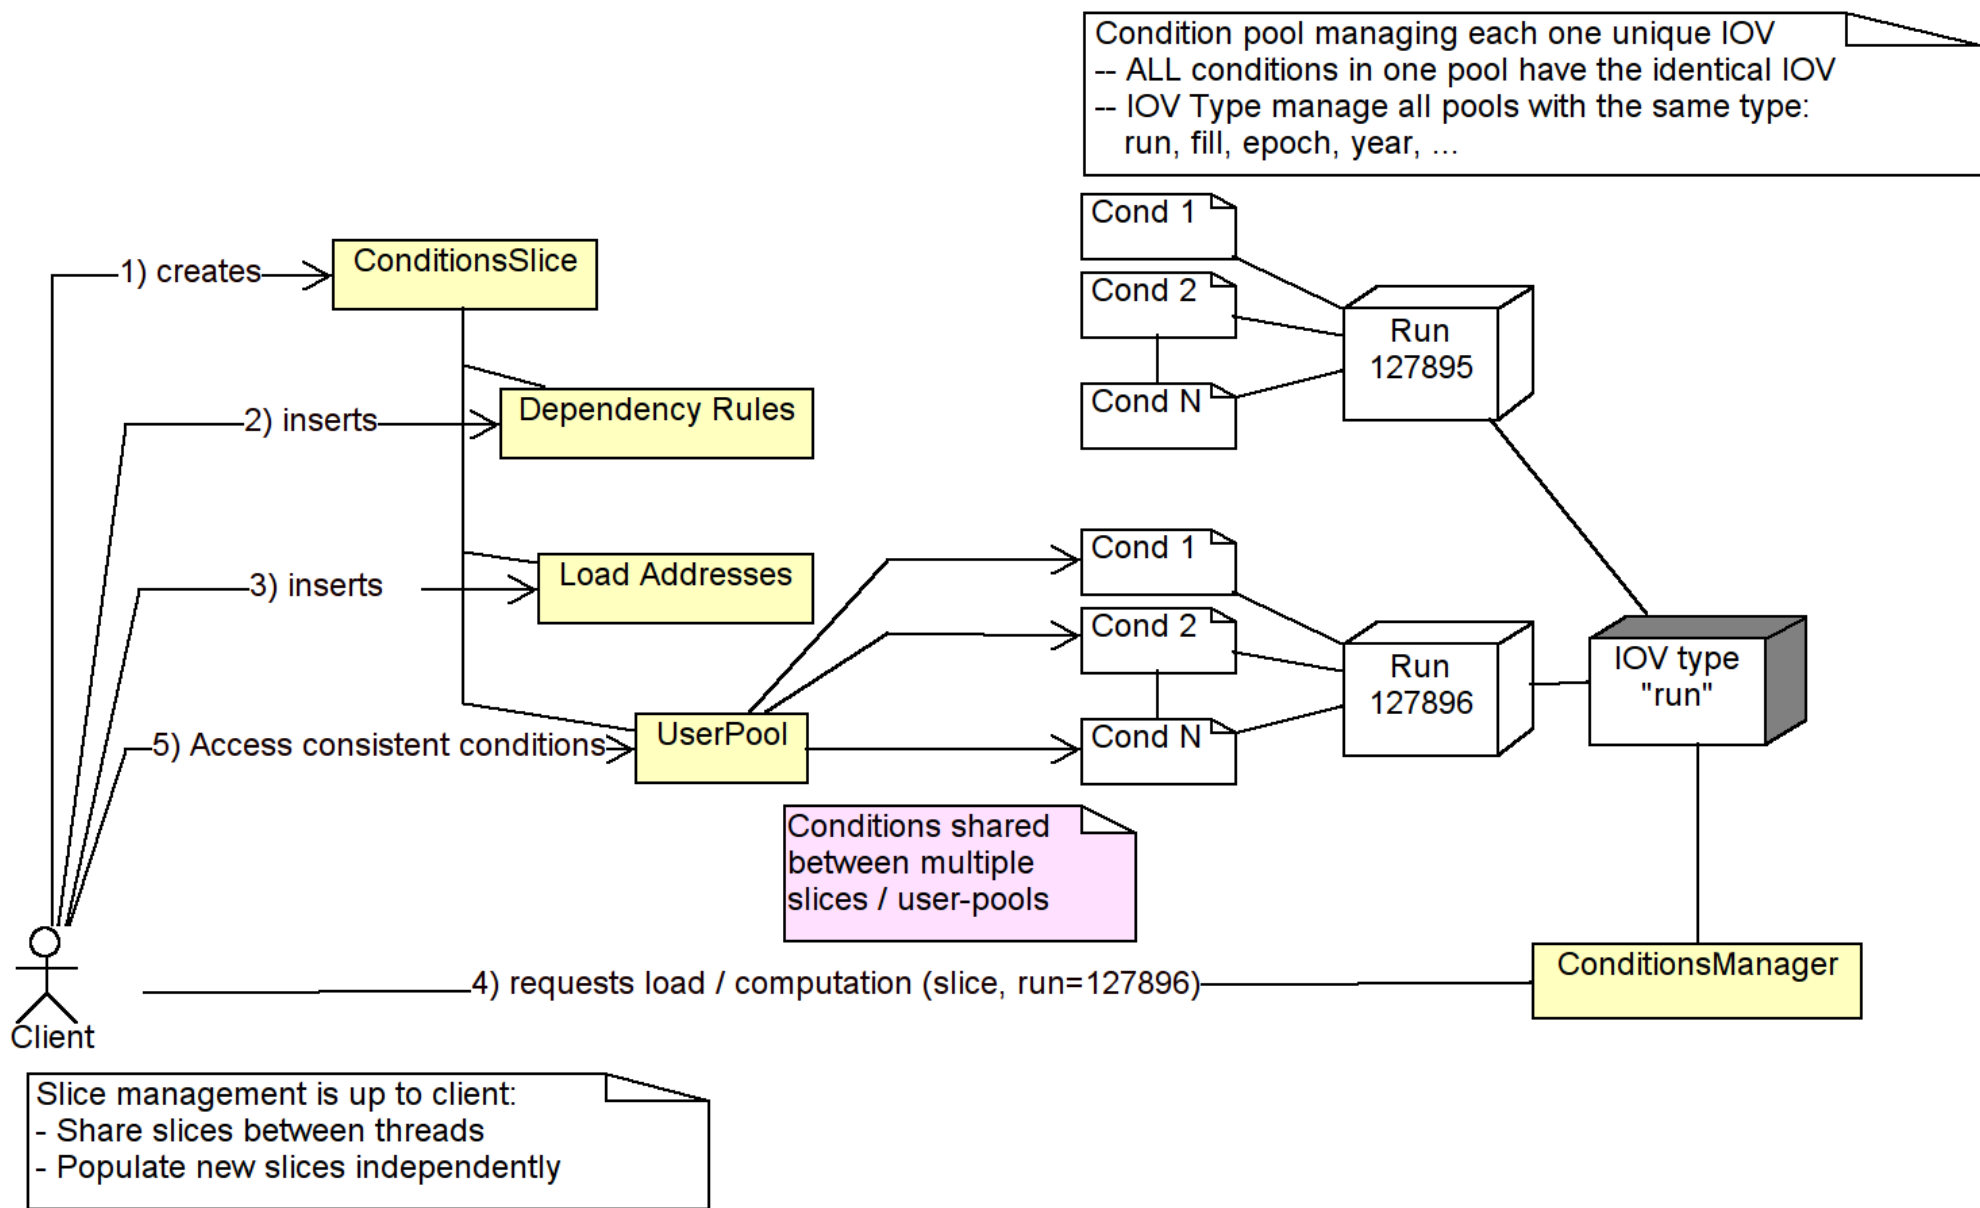 Condition pool managing each one unique IOV
-- ALL conditions in one pool have the identical IOV
-- IOV Type manage all pools with the same type:
run, fill, epoch, year, ...
Cond 1
ConditionsSlice
1) creates
Cond 2
Run
127895
Cond N
Dependency Rules
2) inserts
Cond 1
Load Addresses
3) inserts
Cond 2
Run
127896
IOV type
"run"
UserPool
5) Access consistent conditions
Cond N
Conditions shared
between multiple
slices / user-pools
ConditionsManager
4) requests load / computation (slice, run=127896)
Client
Slice management is up to client:
- Share slices between threads
- Populate new slices independently